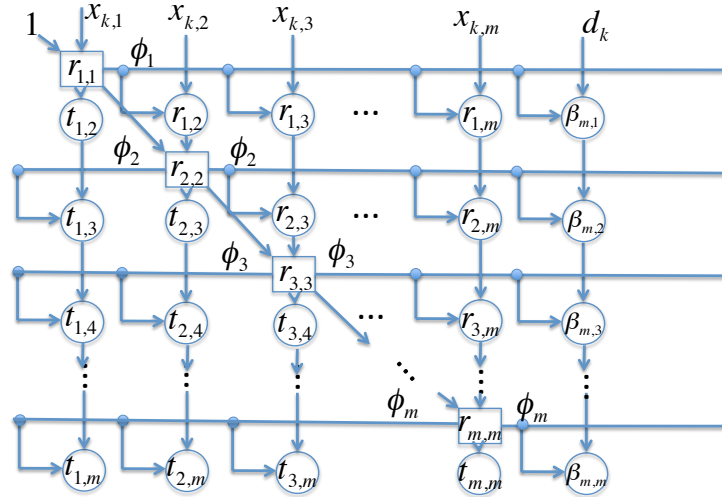 1 x_{k,1} x_{k,2} x_{k,3} x_{k,m} d_k
r_{1,1} ϕ_1
t_{1,2} r_{1,2} r_{1,3} ... r_{1,m} β_{m,1}
ϕ_2 r_{2,2} ϕ_2
t_{1,3} t_{2,3} r_{2,3} ... r_{2,m} β_{m,2}
ϕ_3 r_{3,3} ϕ_3
t_{1,4} t_{2,4} t_{3,4} ... r_{3,m} β_{m,3}
ϕ_m r_{m,m} ϕ_m
t_{1,m} t_{2,m} t_{3,m} t_{m,m} β_{m,m}